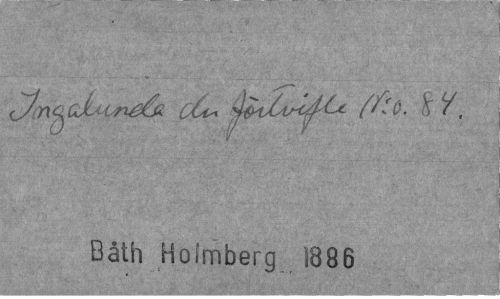 Ingalunda du förtvifle N:o. 84.
Båth Holmberg 1886